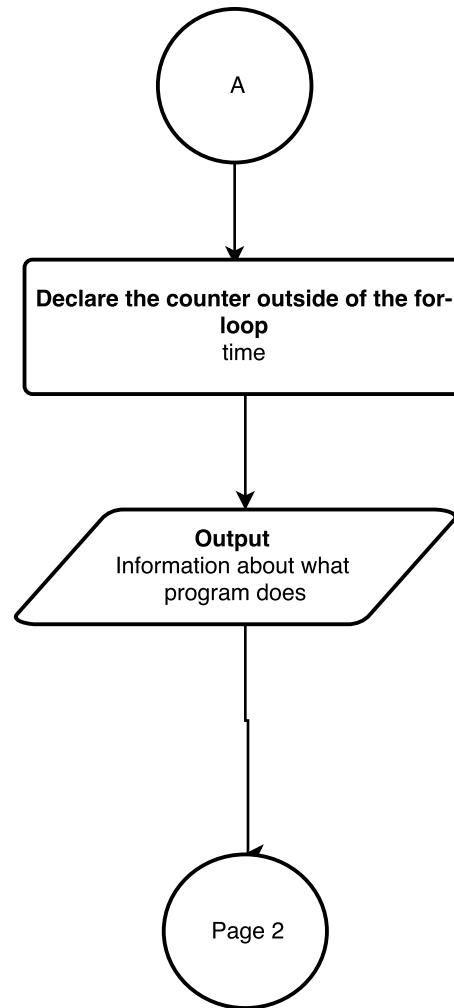 A
Declare the counter outside of the for-
loop
time
Output
Information about what
program does
Page 2